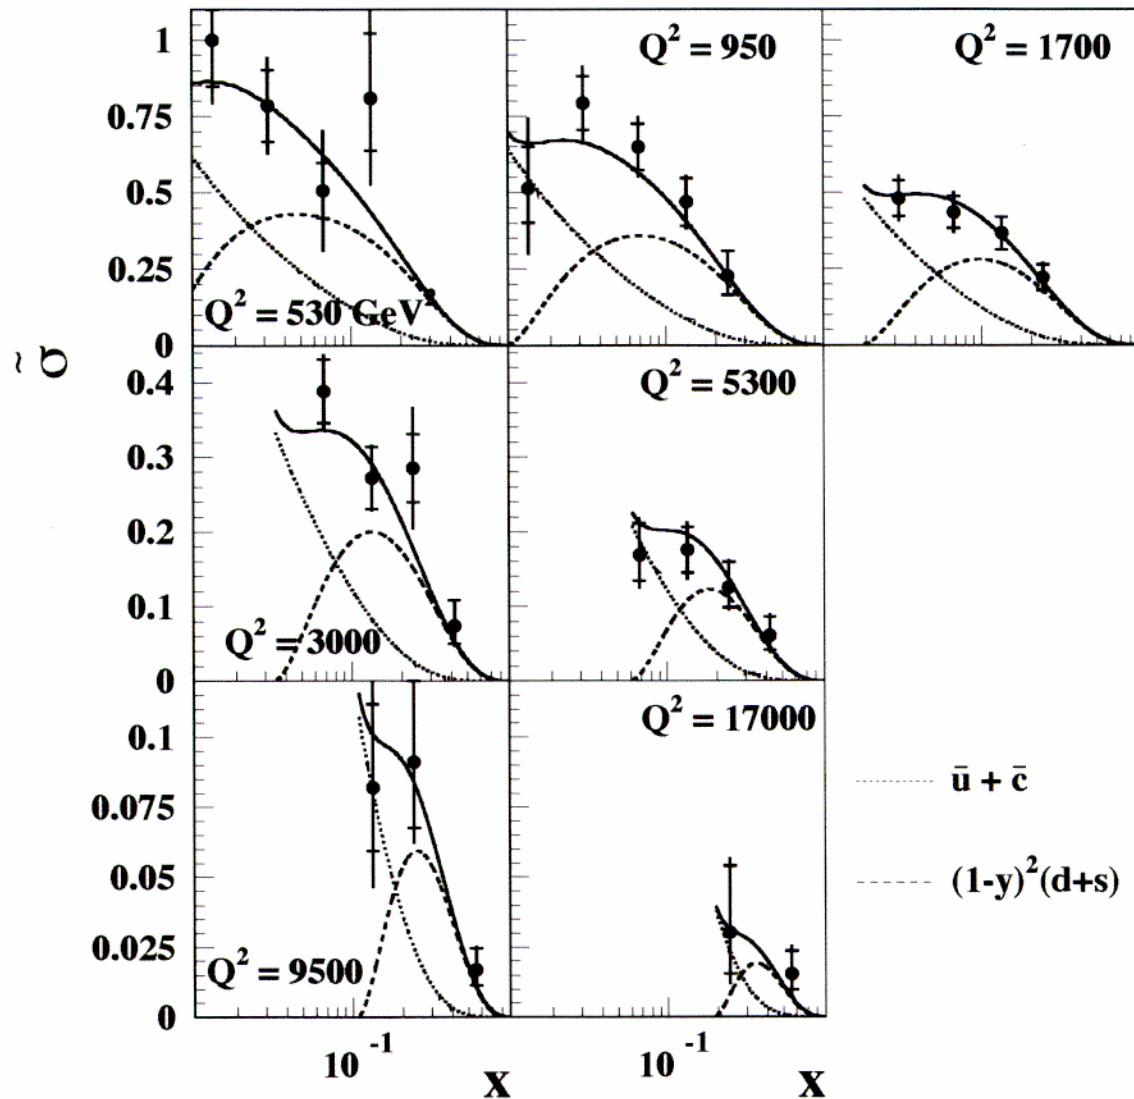 1
0.75
0.5
0.25
0
Q² = 530 GeV²
Q² = 950
Q² = 1700
σ̃
0.4
0.3
0.2
0.1
0
Q² = 3000
Q² = 5300
0.1
0.075
0.05
0.025
0
Q² = 9500
Q² = 17000
ū + c̄
(1-y)²(d+s)
10⁻¹
x
10⁻¹
x